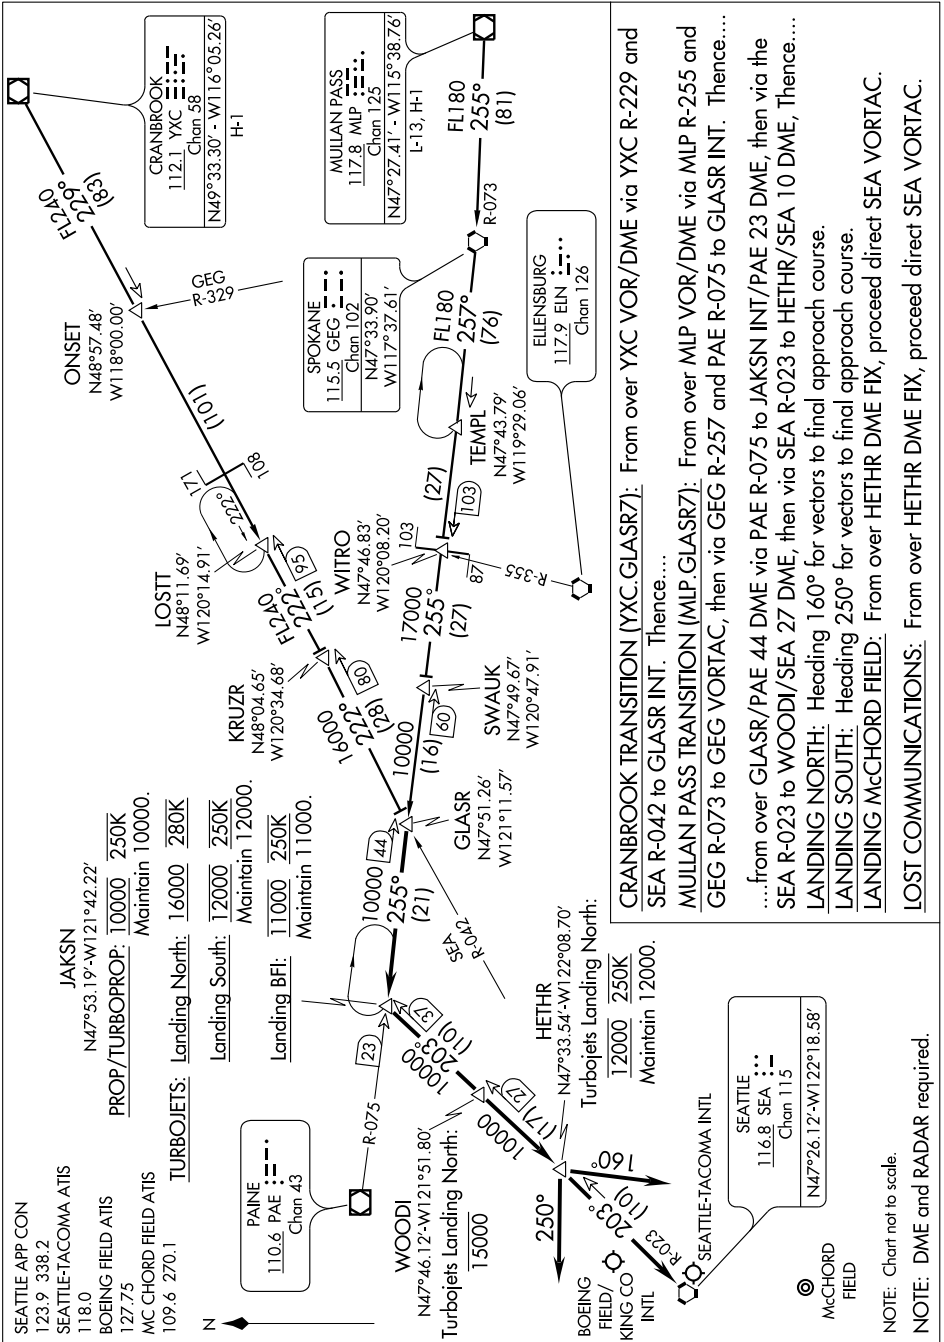 SEATTLE APP CON
123.9 338.2
SEATTLE-TACOMA ATIS
118.0
BOEING FIELD ATIS
127.75
MC CHORD FIELD ATIS
109.6 270.1
JAKSN
N47°53.19'-W121°42.22'
PROP/TURBOPROP: 10000 250K
Maintain 10000.
TURBOJETS: Landing North: 16000 280K
Landing South: 12000 250K
Maintain 12000.
Landing BFI: 11000 250K
Maintain 11000.
N
CRANBROOK
112.1 YXC
Chan 58
N49°33.30' - W116°05.26'
H-1
FL240
229°
(83)
ONSET
N48°57.48'
W118°00.00'
GEG
R-329
(101)
171
108
222°
LOSTT
N48°11.69'
W120°14.91'
95
FL240
222°
(15)
KRUZR
N48°04.65'
W120°34.68'
80
16000
222°
(28)
MULLAN PASS
117.8 MLP
Chan 125
N47°27.41' - W115°38.76'
L-13, H-1
FL180
255°
(81)
R-073
SPOKANE
115.5 GEG
Chan 102
N47°33.90'
W117°37.61'
FL180
257°
(76)
TEMPL
N47°43.79'
W119°29.06'
(27)
103
WITRO
N47°46.83'
W120°08.20'
103
87
R-355
ELLENSBURG
117.9 ELN
Chan 126
17000
255°
(27)
SWAUK
N47°49.67'
W120°47.91'
60
10000
(16)
GLASR
N47°51.26'
W121°11.57'
44
SEA
R-042
10000
255°
(21)
PAINE
110.6 PAE
Chan 43
R-075
23
37
10000
203°
(10)
WOODI
N47°46.12'-W121°51.80'
Turbojets Landing North:
15000
27
10000
(17)
HETHR
N47°33.54'-W122°08.70'
Turbojets Landing North:
12000 250K
Maintain 12000.
250°
160°
203°
(10)
R-023
BOEING
FIELD/
KING CO
INTL
SEATTLE-TACOMA INTL
SEATTLE
116.8 SEA
Chan 115
N47°26.12'-W122°18.58'
McCHORD
FIELD
NOTE: Chart not to scale.
NOTE: DME and RADAR required.
CRANBROOK TRANSITION (YXC.GLASR7): From over YXC VOR/DME via YXC R-229 and
SEA R-042 to GLASR INT. Thence....
MULLAN PASS TRANSITION (MLP.GLASR7): From over MLP VOR/DME via MLP R-255 and
GEG R-073 to GEG VORTAC, then via GEG R-257 and PAE R-075 to GLASR INT. Thence....
....from over GLASR/PAE 44 DME via PAE R-075 to JAKSN INT/PAE 23 DME, then via the
SEA R-023 to WOODI/SEA 27 DME, then via SEA R-023 to HETHR/SEA 10 DME, Thence....
LANDING NORTH: Heading 160° for vectors to final approach course.
LANDING SOUTH: Heading 250° for vectors to final approach course.
LANDING McCHORD FIELD: From over HETHR DME FIX, proceed direct SEA VORTAC.
LOST COMMUNICATIONS: From over HETHR DME FIX, proceed direct SEA VORTAC.